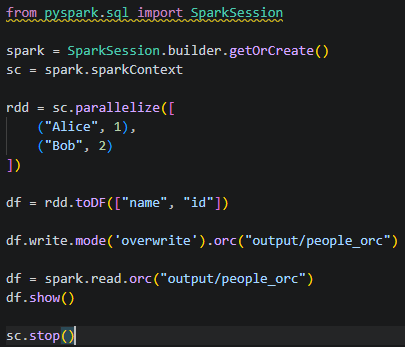 from pyspark.sql import SparkSession
spark = SparkSession.builder.getOrCreate()
sc = spark.sparkContext
rdd = sc.parallelize([
    ("Alice", 1),
    ("Bob", 2)
])
df = rdd.toDF(["name", "id"])
df.write.mode('overwrite').orc("output/people_orc")
df = spark.read.orc("output/people_orc")
df.show()
sc.stop()